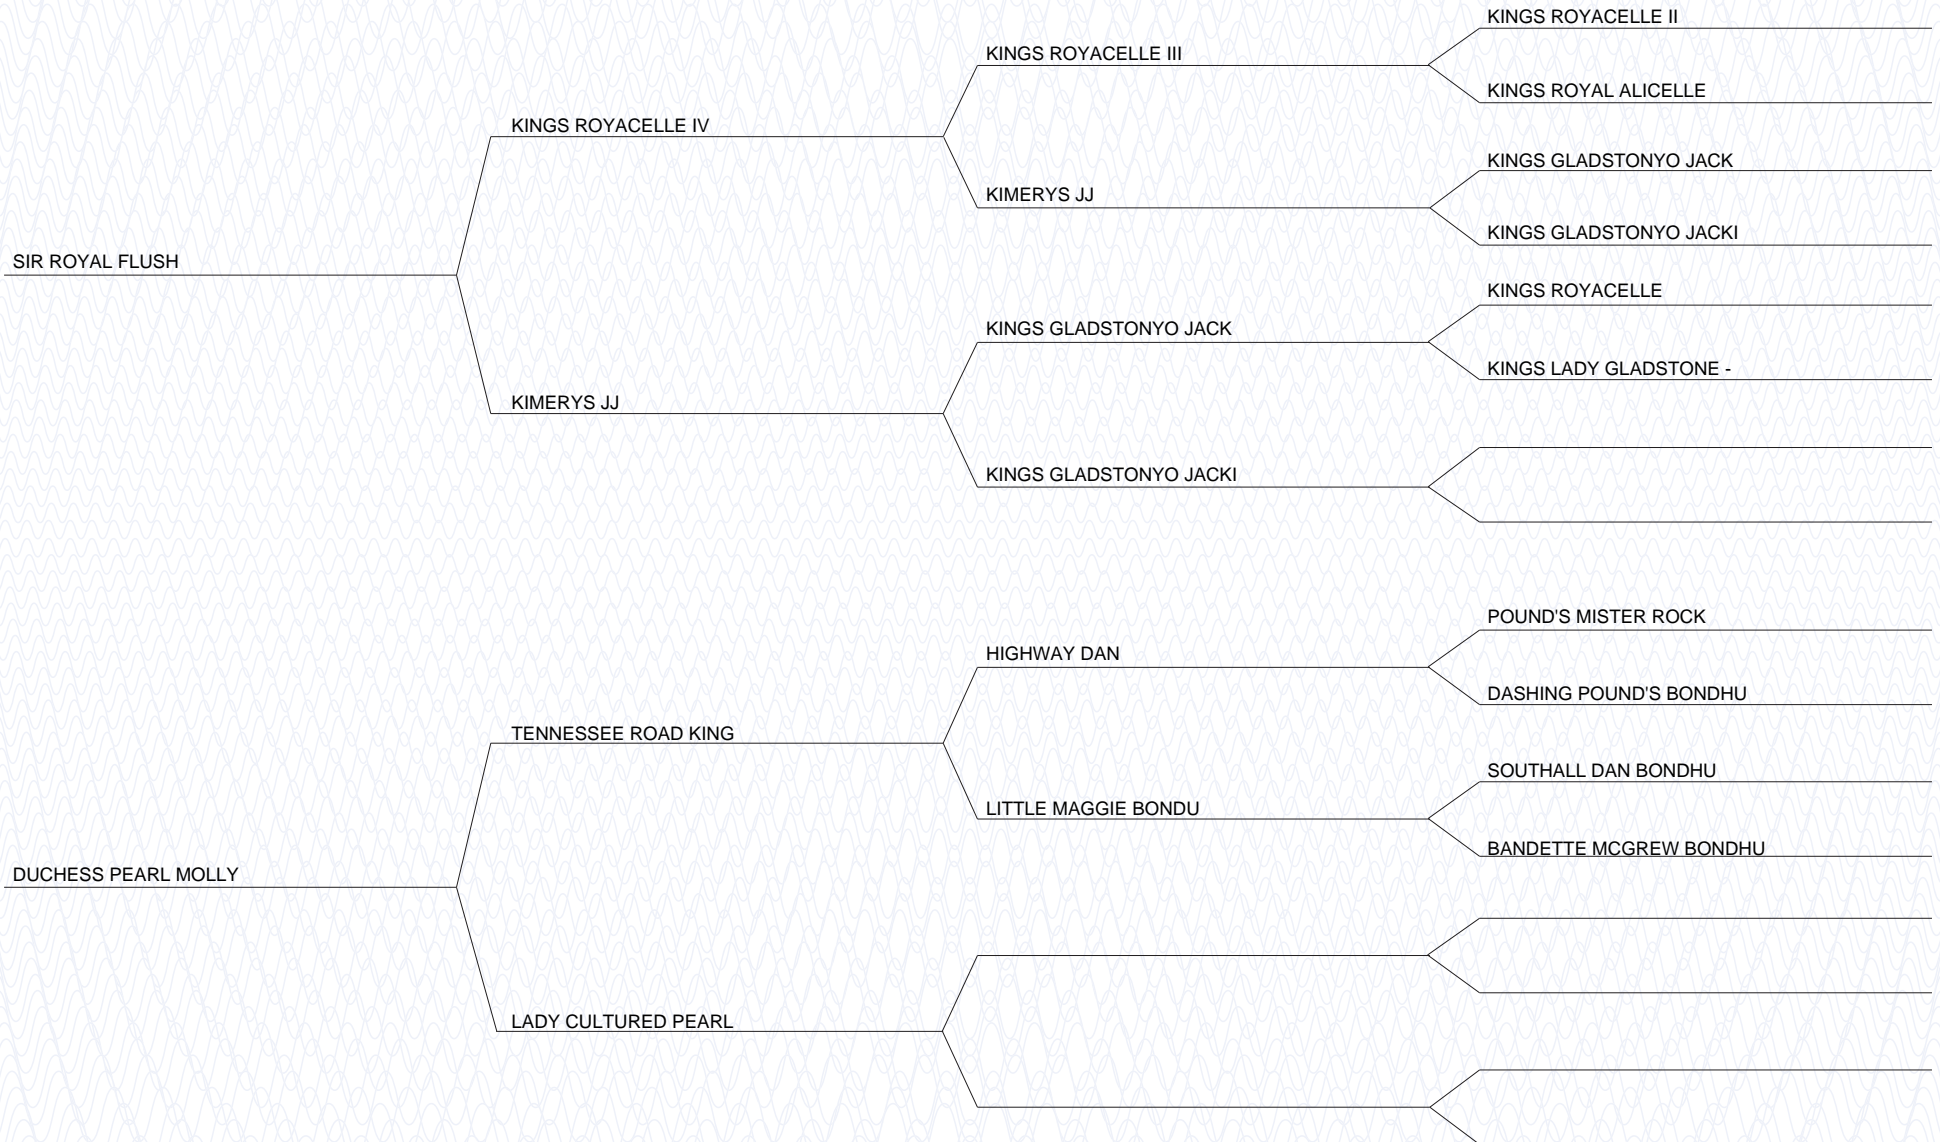 KINGS ROYACELLE II
KINGS ROYACELLE III
KINGS ROYAL ALICELLE
KINGS ROYACELLE IV
KINGS GLADSTONYO JACK
KIMERYS JJ
KINGS GLADSTONYO JACKI
SIR ROYAL FLUSH
KINGS ROYACELLE
KINGS GLADSTONYO JACK
KINGS LADY GLADSTONE -
KIMERYS JJ
KINGS GLADSTONYO JACKI
POUND'S MISTER ROCK
HIGHWAY DAN
DASHING POUND'S BONDHU
TENNESSEE ROAD KING
SOUTHALL DAN BONDHU
LITTLE MAGGIE BONDU
BANDETTE MCGREW BONDHU
DUCHESS PEARL MOLLY
LADY CULTURED PEARL